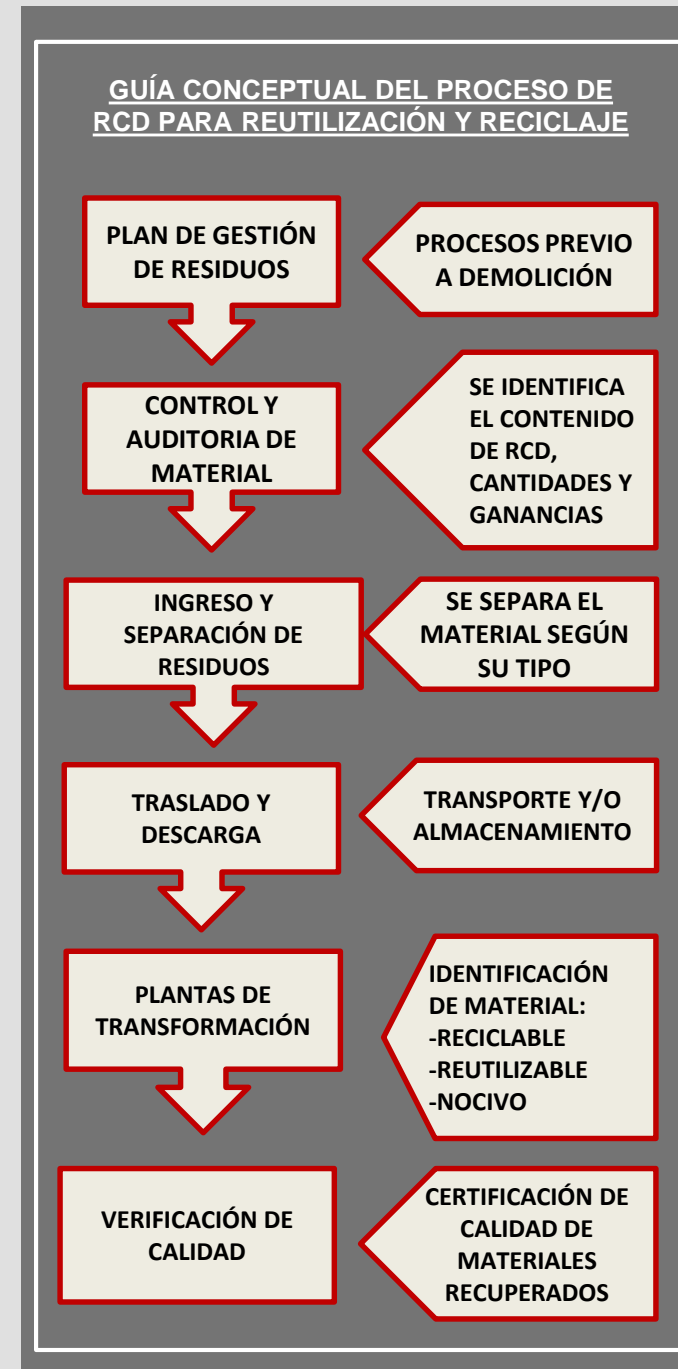 GUÍA CONCEPTUAL DEL PROCESO DE
RCD PARA REUTILIZACIÓN Y RECICLAJE
PLAN DE GESTIÓN
DE RESIDUOS
PROCESOS PREVIO
A DEMOLICIÓN
CONTROL Y
AUDITORIA DE
MATERIAL
SE IDENTIFICA
EL CONTENIDO
DE RCD,
CANTIDADES Y
GANANCIAS
INGRESO Y
SEPARACIÓN DE
RESIDUOS
SE SEPARA EL
MATERIAL SEGÚN
SU TIPO
TRASLADO Y
DESCARGA
TRANSPORTE Y/O
ALMACENAMIENTO
PLANTAS DE
TRANSFORMACIÓN
IDENTIFICACIÓN
DE MATERIAL:
-RECICLABLE
-REUTILIZABLE
-NOCIVO
VERIFICACIÓN DE
CALIDAD
CERTIFICACIÓN DE
CALIDAD DE
MATERIALES
RECUPERADOS